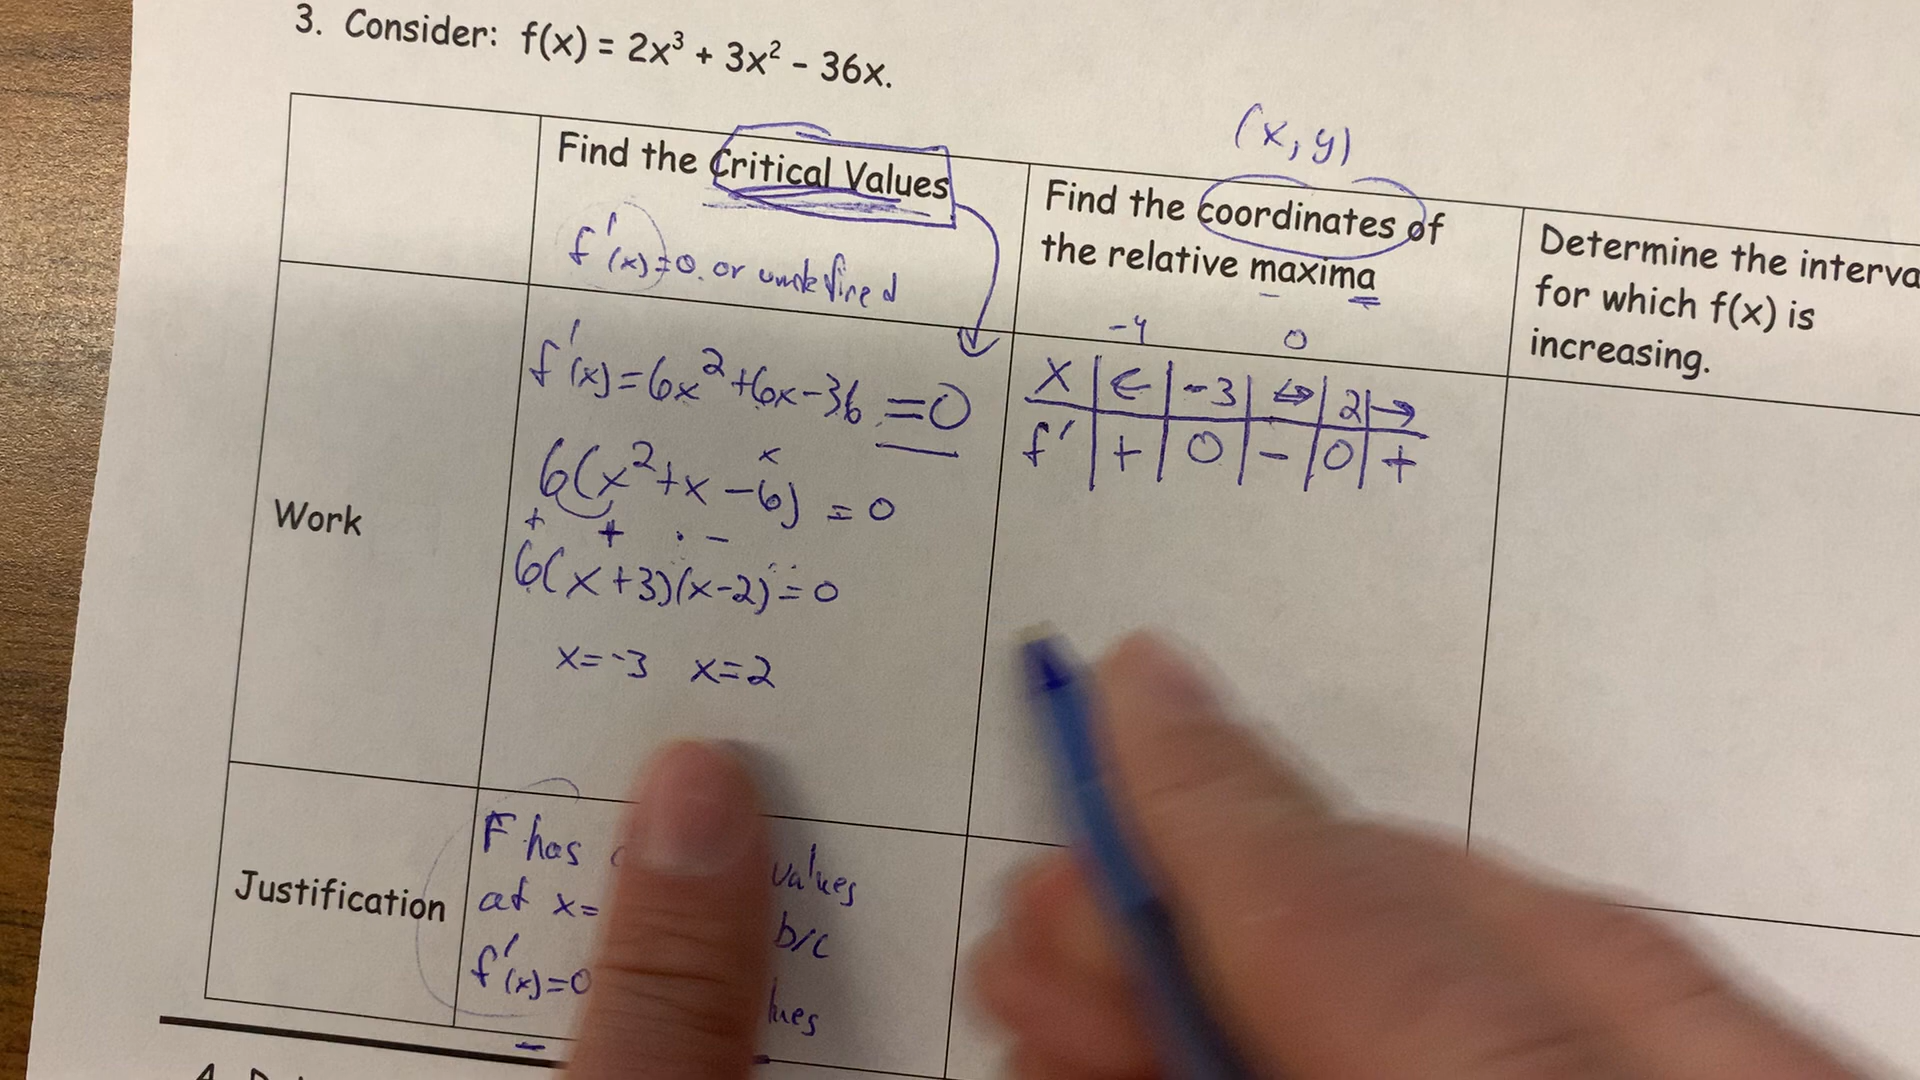 3. Consider: f(x) = 2x³ + 3x² - 36x.
Find the Critical Values
f'(x)=0. or undefined
(x, y)
Find the coordinates of
the relative maxima
Determine the interva
for which f(x) is
increasing.
Work
f'(x)=6x²+6x-36 =0
6(x²+x-6) = 0
+ + -
6(x+3)(x-2)=0
x=-3 x=2
-4 0
x | ← | -3 | ↔ | 2 | →
f' | + | 0 | - | 0 | +
Justification
F has values
at x= b/c
f'(x)=0